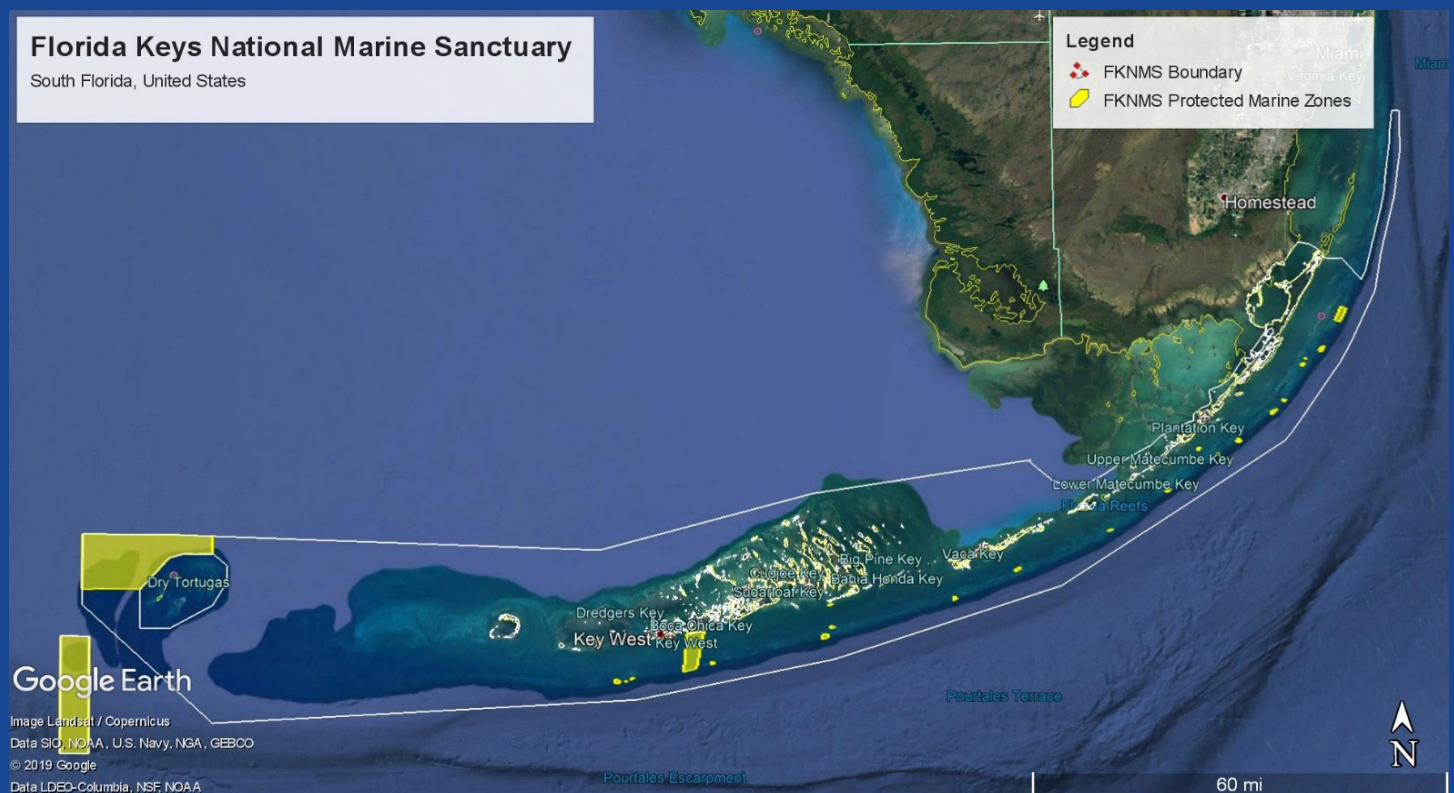 Florida Keys National Marine Sanctuary
South Florida, United States
Legend
FKNMS Boundary
FKNMS Protected Marine Zones
Miami
Virginia Key
Miam
Homestead
Plantation Key
Upper Matecumbe Key
Lower Matecumbe Key
Florida Reefs
Vaca Key
Big Pine Key
Cudjoe Key
Bahia Honda Key
Sugarloaf Key
Dry Tortugas
Dredgers Key
Boca Chica Key
Key West
Key West
Pourtales Terrace
Pourtales Escarpment
Google Earth
Image Landsat / Copernicus
Data SIO, NOAA, U.S. Navy, NGA, GEBCO
© 2019 Google
Data LDEO-Columbia, NSF, NOAA
N
60 mi